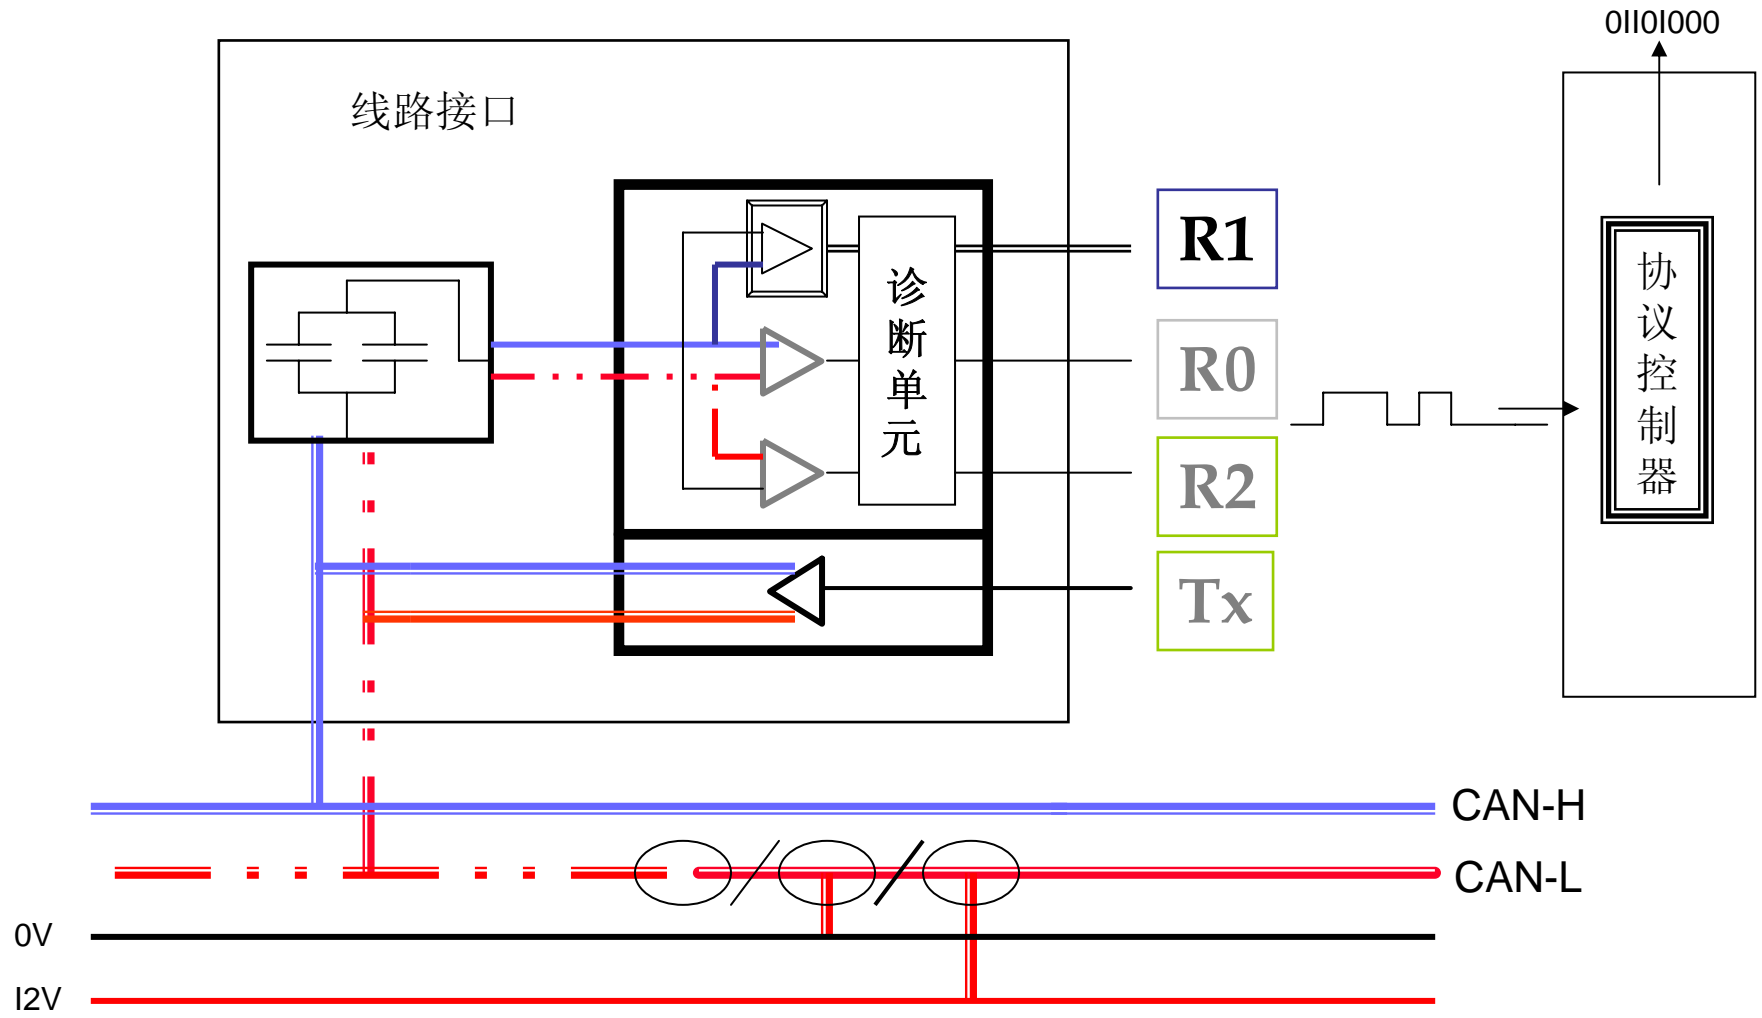 0II0I000
线路接口
R1
诊断单元
协议控制器
R0
R2
Tx
CAN-H
CAN-L
0V
I2V